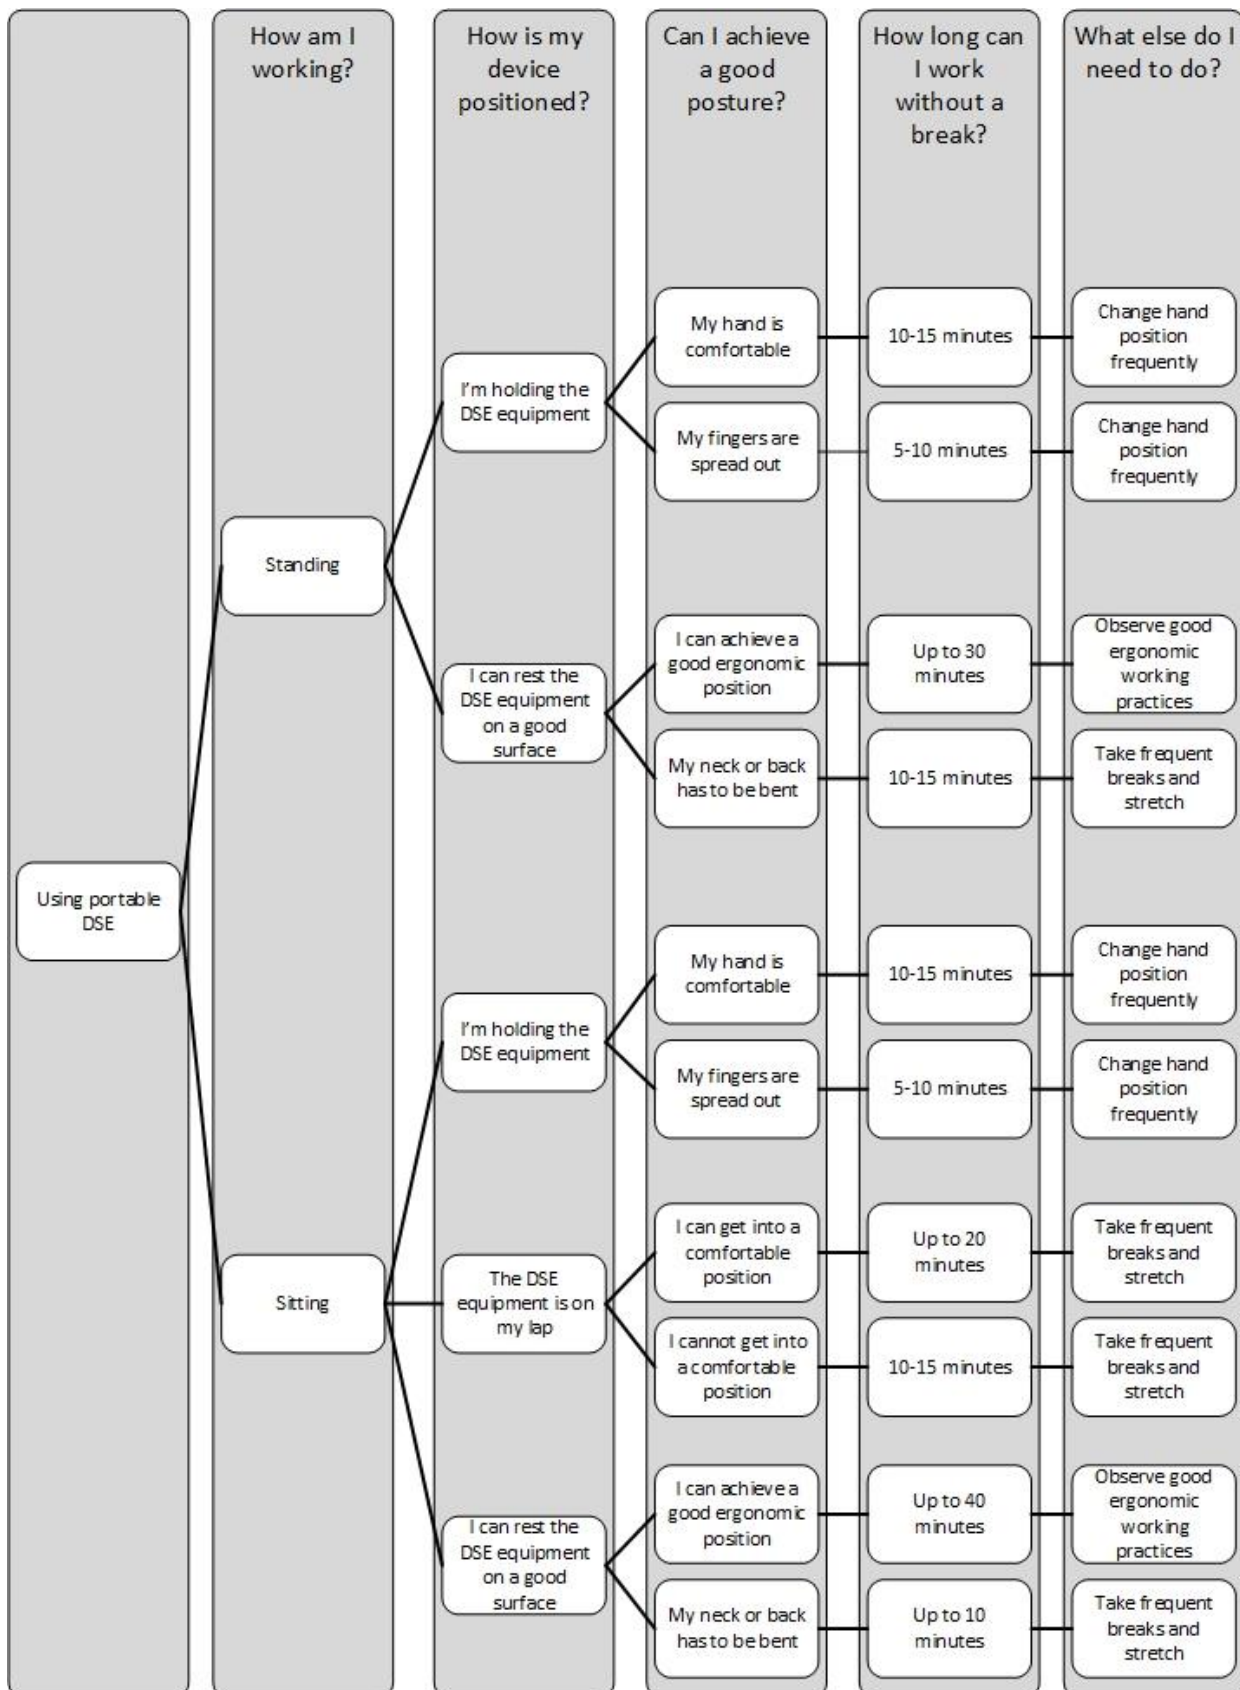 How am I
working?
How is my
device
positioned?
Can I achieve
a good
posture?
How long can
I work
without a
break?
What else do I
need to do?
Using portable
DSE
Standing
I'm holding the
DSE equipment
My hand is
comfortable
10-15 minutes
Change hand
position
frequently
My fingers are
spread out
5-10 minutes
Change hand
position
frequently
I can rest the
DSE equipment
on a good
surface
I can achieve a
good ergonomic
position
Up to 30
minutes
Observe good
ergonomic
working
practices
My neck or back
has to be bent
10-15 minutes
Take frequent
breaks and
stretch
Sitting
I'm holding the
DSE equipment
My hand is
comfortable
10-15 minutes
Change hand
position
frequently
My fingers are
spread out
5-10 minutes
Change hand
position
frequently
The DSE
equipment is on
my lap
I can get into a
comfortable
position
Up to 20
minutes
Take frequent
breaks and
stretch
I cannot get into
a comfortable
position
10-15 minutes
Take frequent
breaks and
stretch
I can rest the
DSE equipment
on a good
surface
I can achieve a
good ergonomic
position
Up to 40
minutes
Observe good
ergonomic
working
practices
My neck or back
has to be bent
Up to 10
minutes
Take frequent
breaks and
stretch